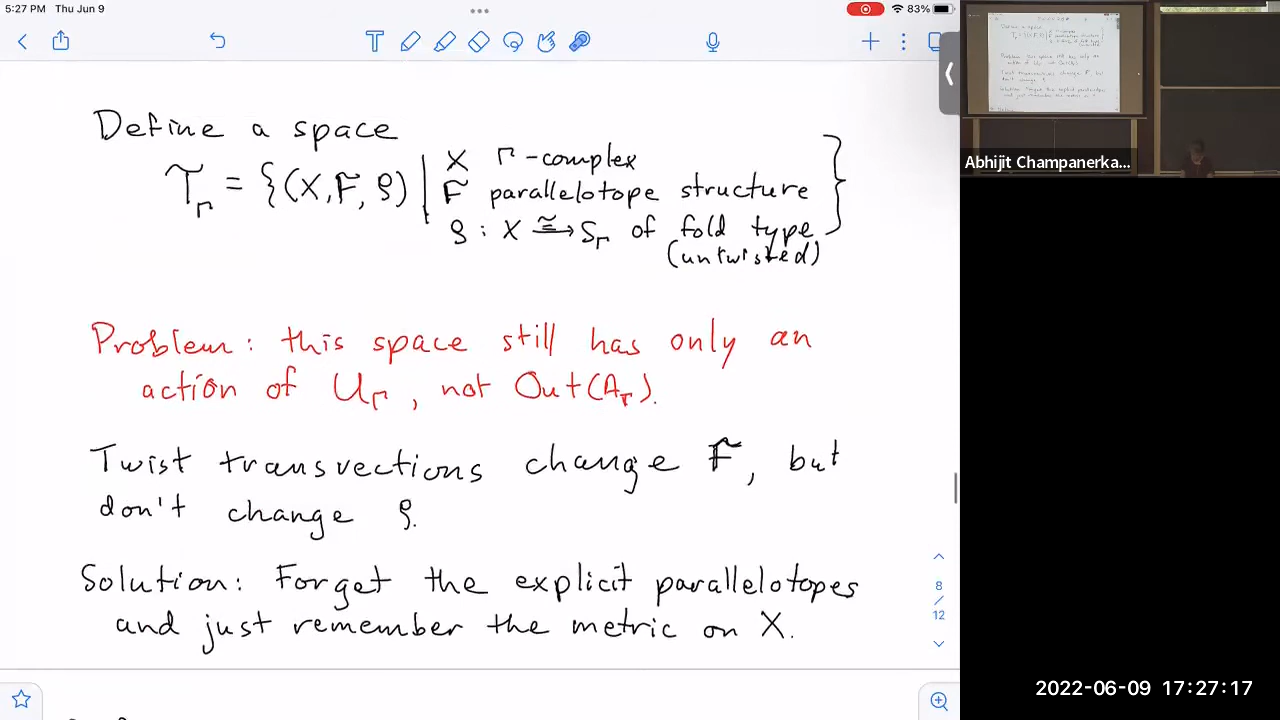 5:27 PM Thu Jun 9
83%
Define a space
𝒯_Γ = {(X, F, ρ) | X Γ-complex
F parallelotope structure
ρ : X ≃→ S_Γ of fold type
(untwisted) }
Problem: this space still has only an
action of U_Γ, not Out(A_Γ).
Twist transvections change F, but
don't change ρ.
Solution: Forget the explicit parallelotopes
and just remember the metric on X.
8
/
12
Abhijit Champanerka...
2022-06-09 17:27:17